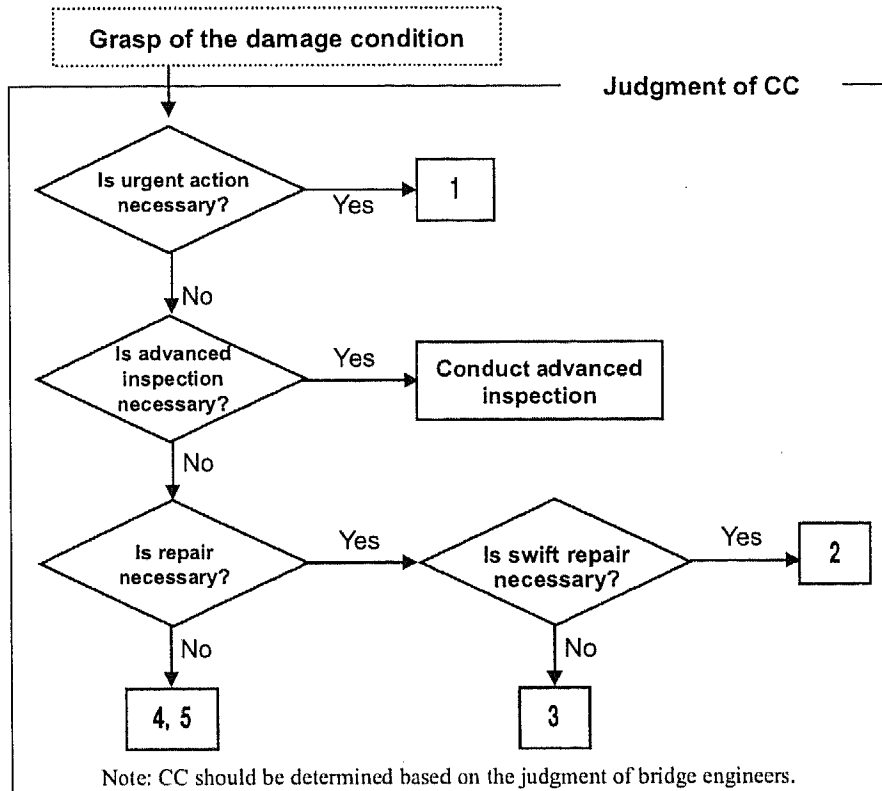 Grasp of the damage condition
Judgment of CC
Is urgent action
necessary?
Yes
1
No
Is advanced
inspection
necessary?
Yes
Conduct advanced
inspection
No
Is repair
necessary?
Yes
Is swift repair
necessary?
Yes
2
No
No
4, 5
3
Note: CC should be determined based on the judgment of bridge engineers.